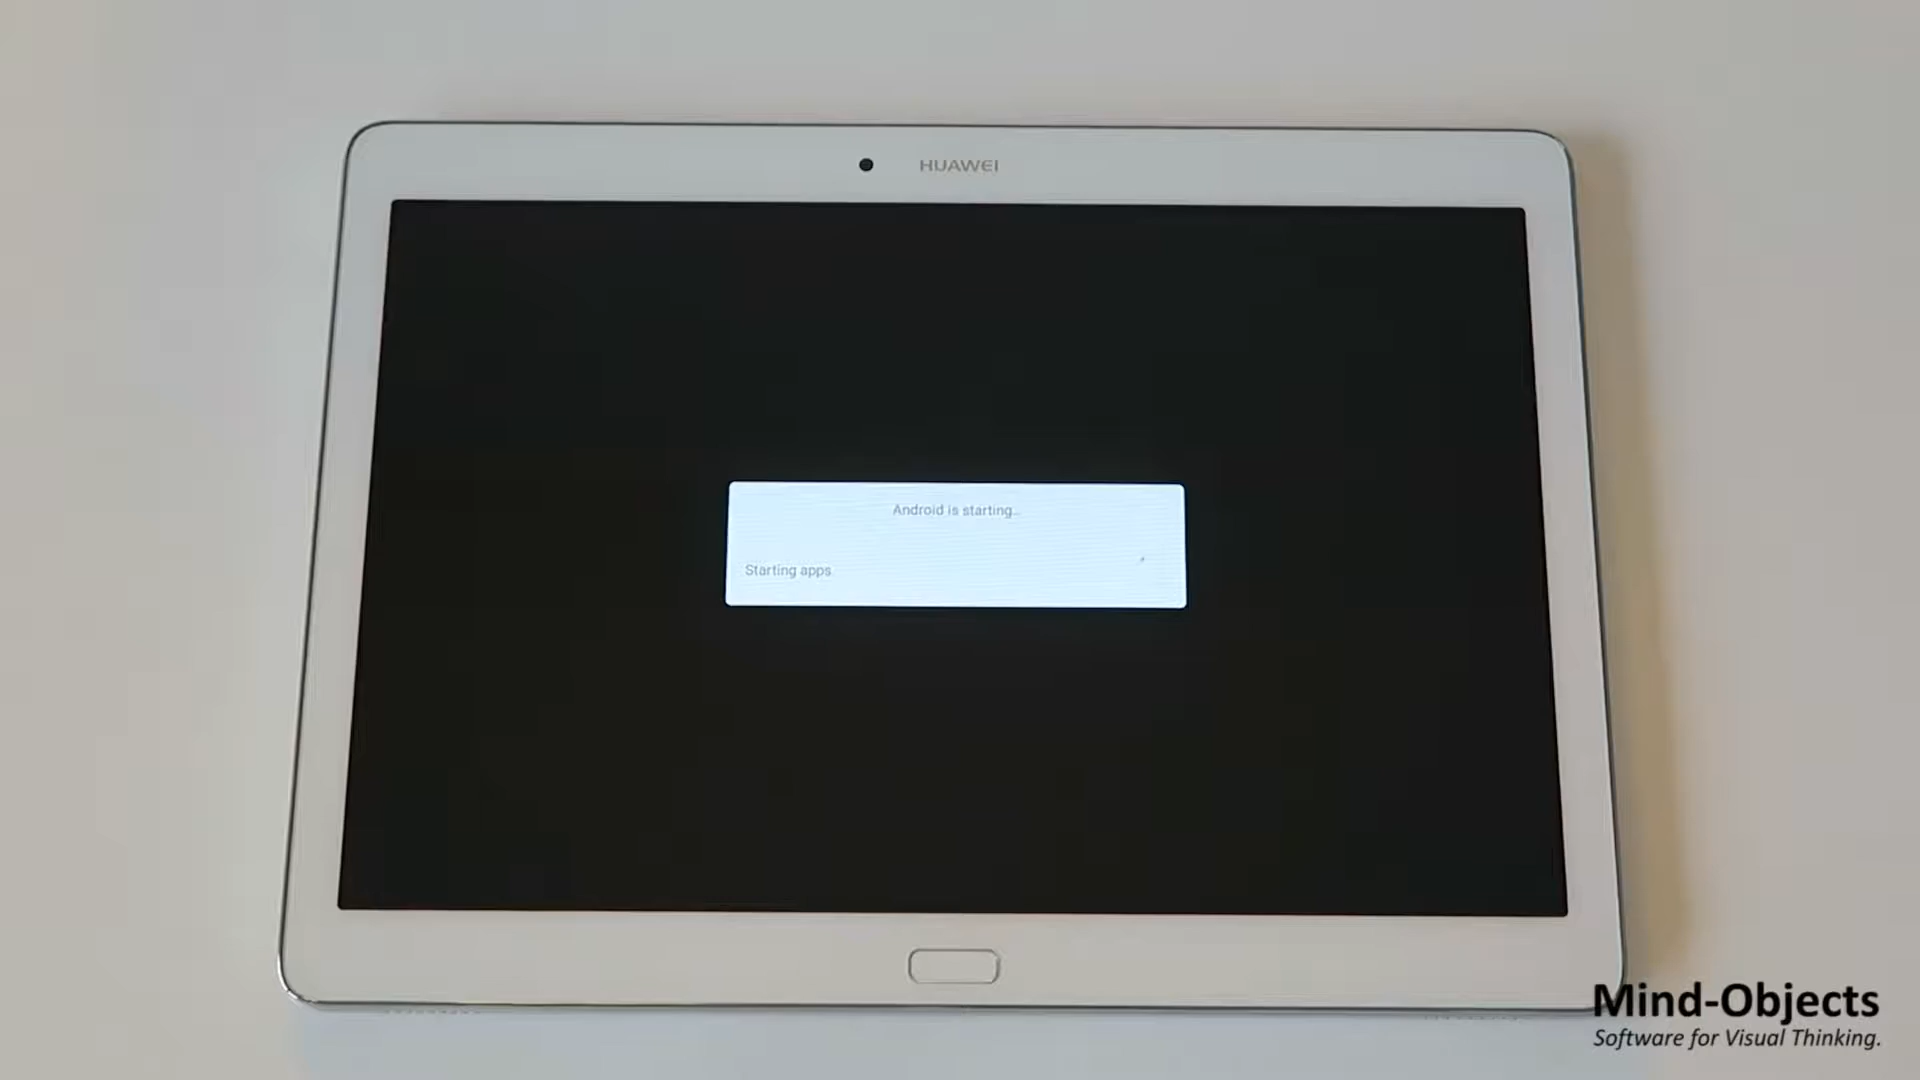 HUAWEI
Android is starting...
Starting apps.
Mind-Objects
Software for Visual Thinking.